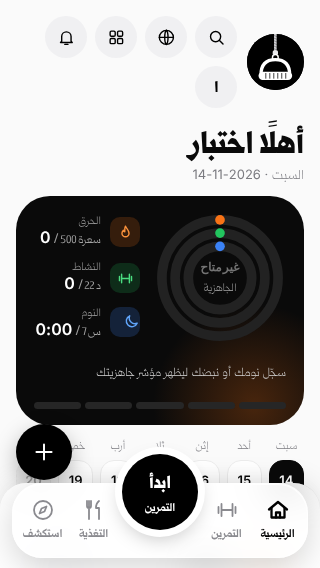 ا
أهلًا اختبار
السبت · 2026-11-14
غير متاح
الجاهزية
الحرق
0 / 500 سعرة
النشاط
0 / 22 د
النوم
0:00 / 7 س
سجّل نومك أو نبضك ليظهر مؤشر جاهزيتك
سبت أحد إثن ثلا أرب
14 15 19
الرئيسية
التمرين
ابدأ
التمرين
التغذية
استكشف